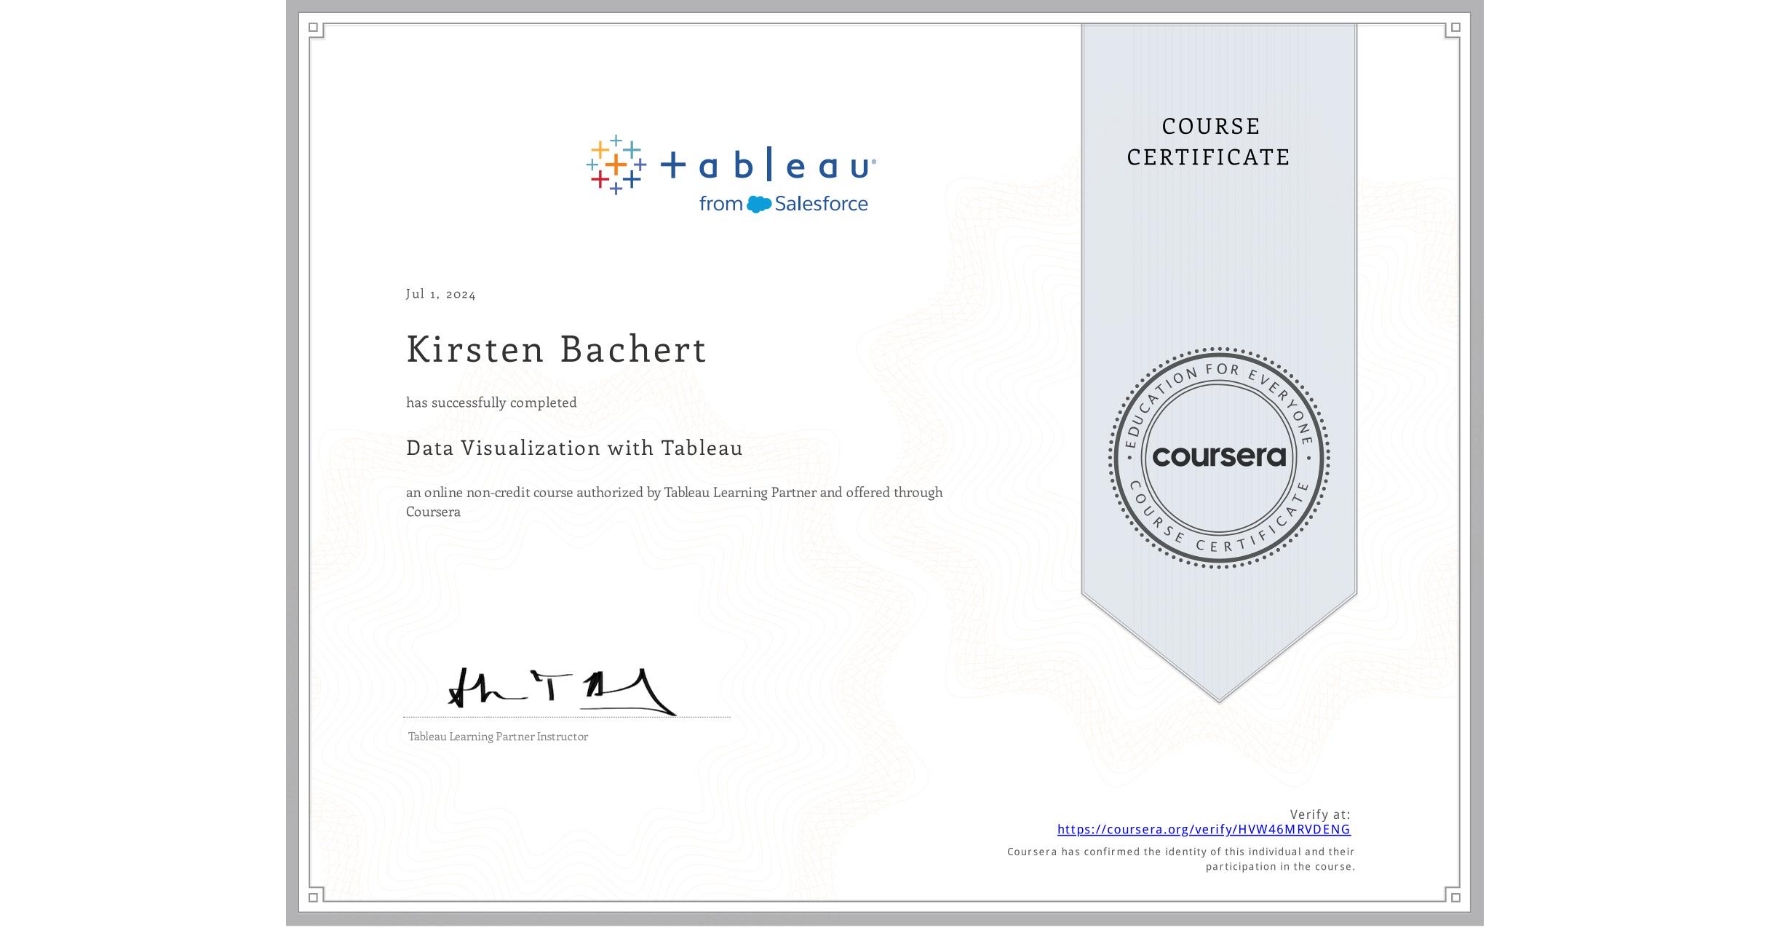 tableau
from Salesforce
COURSE
CERTIFICATE
Jul 1, 2024
Kirsten Bachert
has successfully completed
Data Visualization with Tableau
an online non-credit course authorized by Tableau Learning Partner and offered through
Coursera
EDUCATION FOR EVERYONE
coursera
COURSE CERTIFICATE
Tableau Learning Partner Instructor
Verify at:
https://coursera.org/verify/HVW46MRVDENG
Coursera has confirmed the identity of this individual and their
participation in the course.